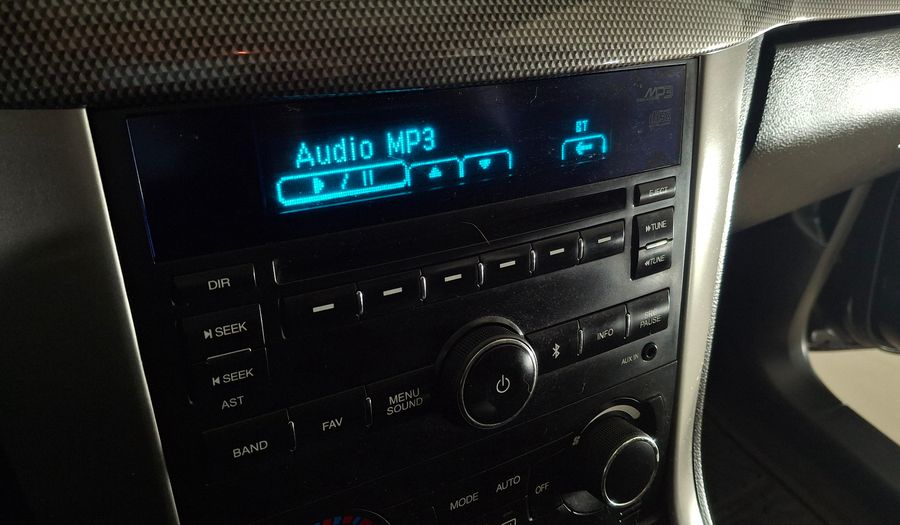 MP3
Audio MP3
BT
EJECT
TUNE
TUNE
DIR
SEEK
SEEK
AST
INFO
SRC
PAUSE
AUX IN
MENU
SOUND
FAV
BAND
MODE
AUTO
OFF